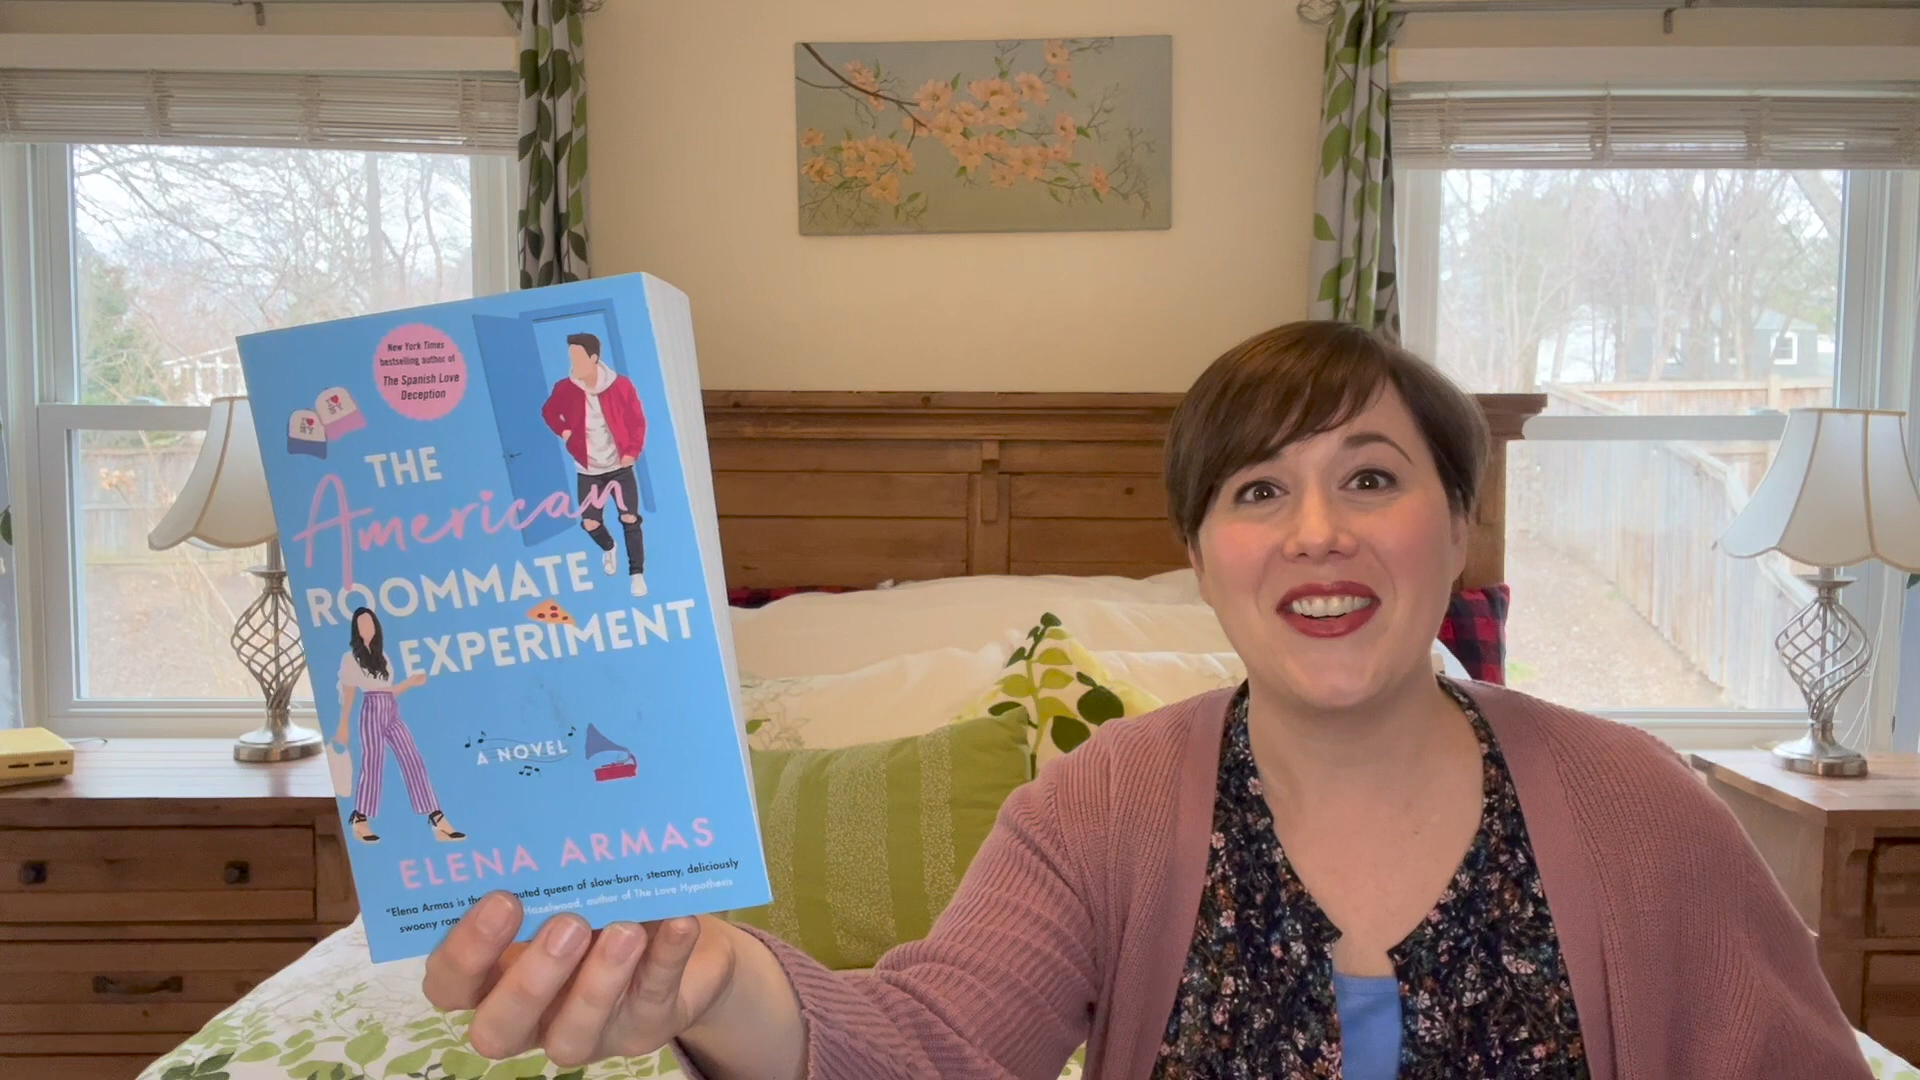 New York Times
bestselling author of
The Spanish Love
Deception
THE
American
ROOMMATE
EXPERIMENT
A NOVEL
ELENA ARMAS
"Elena Armas is the uted queen of slow-burn, steamy, deliciously
swoony rom Hazelwood, author of The Love Hypothesis